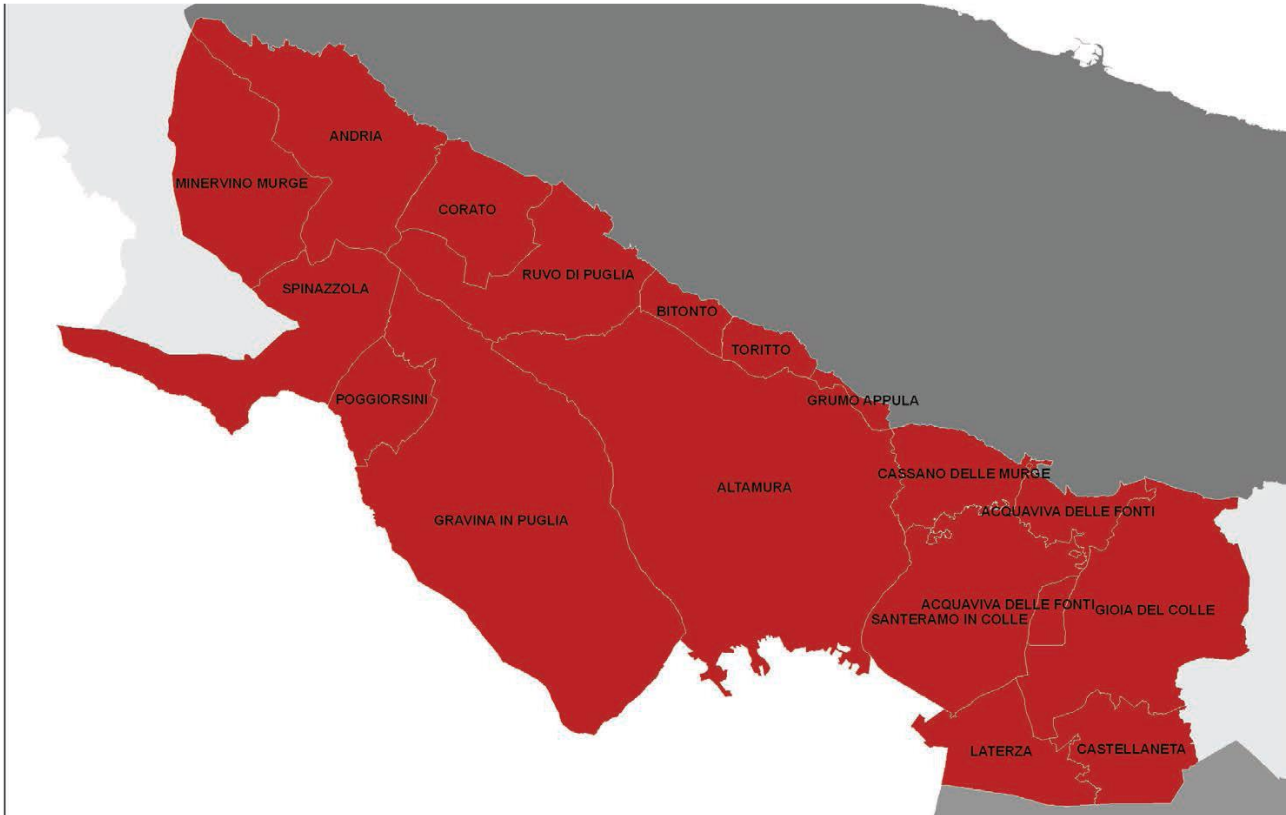 ANDRIA
MINERVINO MURGE
CORATO
RUVO DI PUGLIA
SPINAZZOLA
BITONTO
TORITTO
POGGIORSINI
GRUMO APPULA
CASSANO DELLE MURGE
ALTAMURA
ACQUAVIVA DELLE FONTI
GRAVINA IN PUGLIA
ACQUAVIVA DELLE FONTI
GIOIA DEL COLLE
SANTERAMO IN COLLE
LATERZA
CASTELLANETA